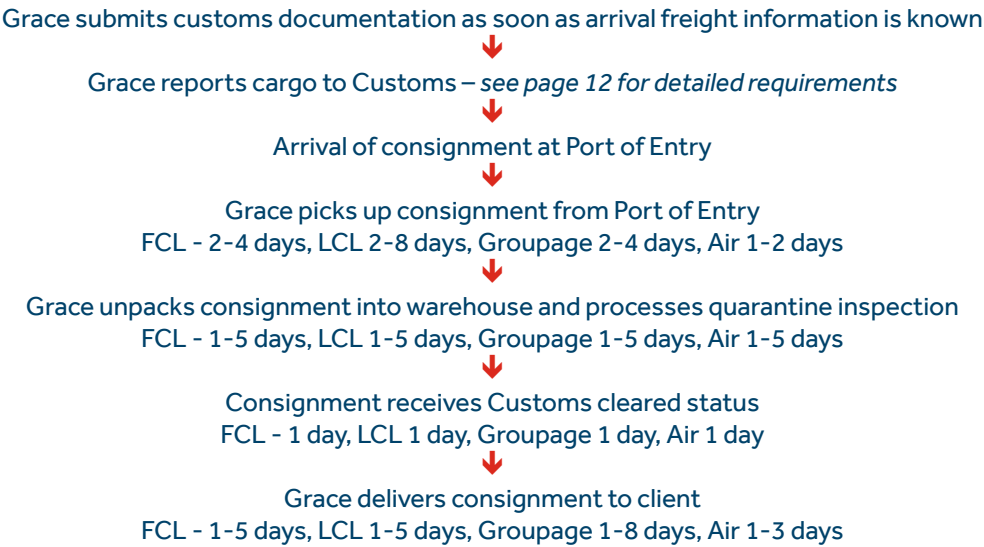 Grace submits customs documentation as soon as arrival freight information is known
Grace reports cargo to Customs – see page 12 for detailed requirements
Arrival of consignment at Port of Entry
Grace picks up consignment from Port of Entry
FCL - 2-4 days, LCL 2-8 days, Groupage 2-4 days, Air 1-2 days
Grace unpacks consignment into warehouse and processes quarantine inspection
FCL - 1-5 days, LCL 1-5 days, Groupage 1-5 days, Air 1-5 days
Consignment receives Customs cleared status
FCL - 1 day, LCL 1 day, Groupage 1 day, Air 1 day
Grace delivers consignment to client
FCL - 1-5 days, LCL 1-5 days, Groupage 1-8 days, Air 1-3 days